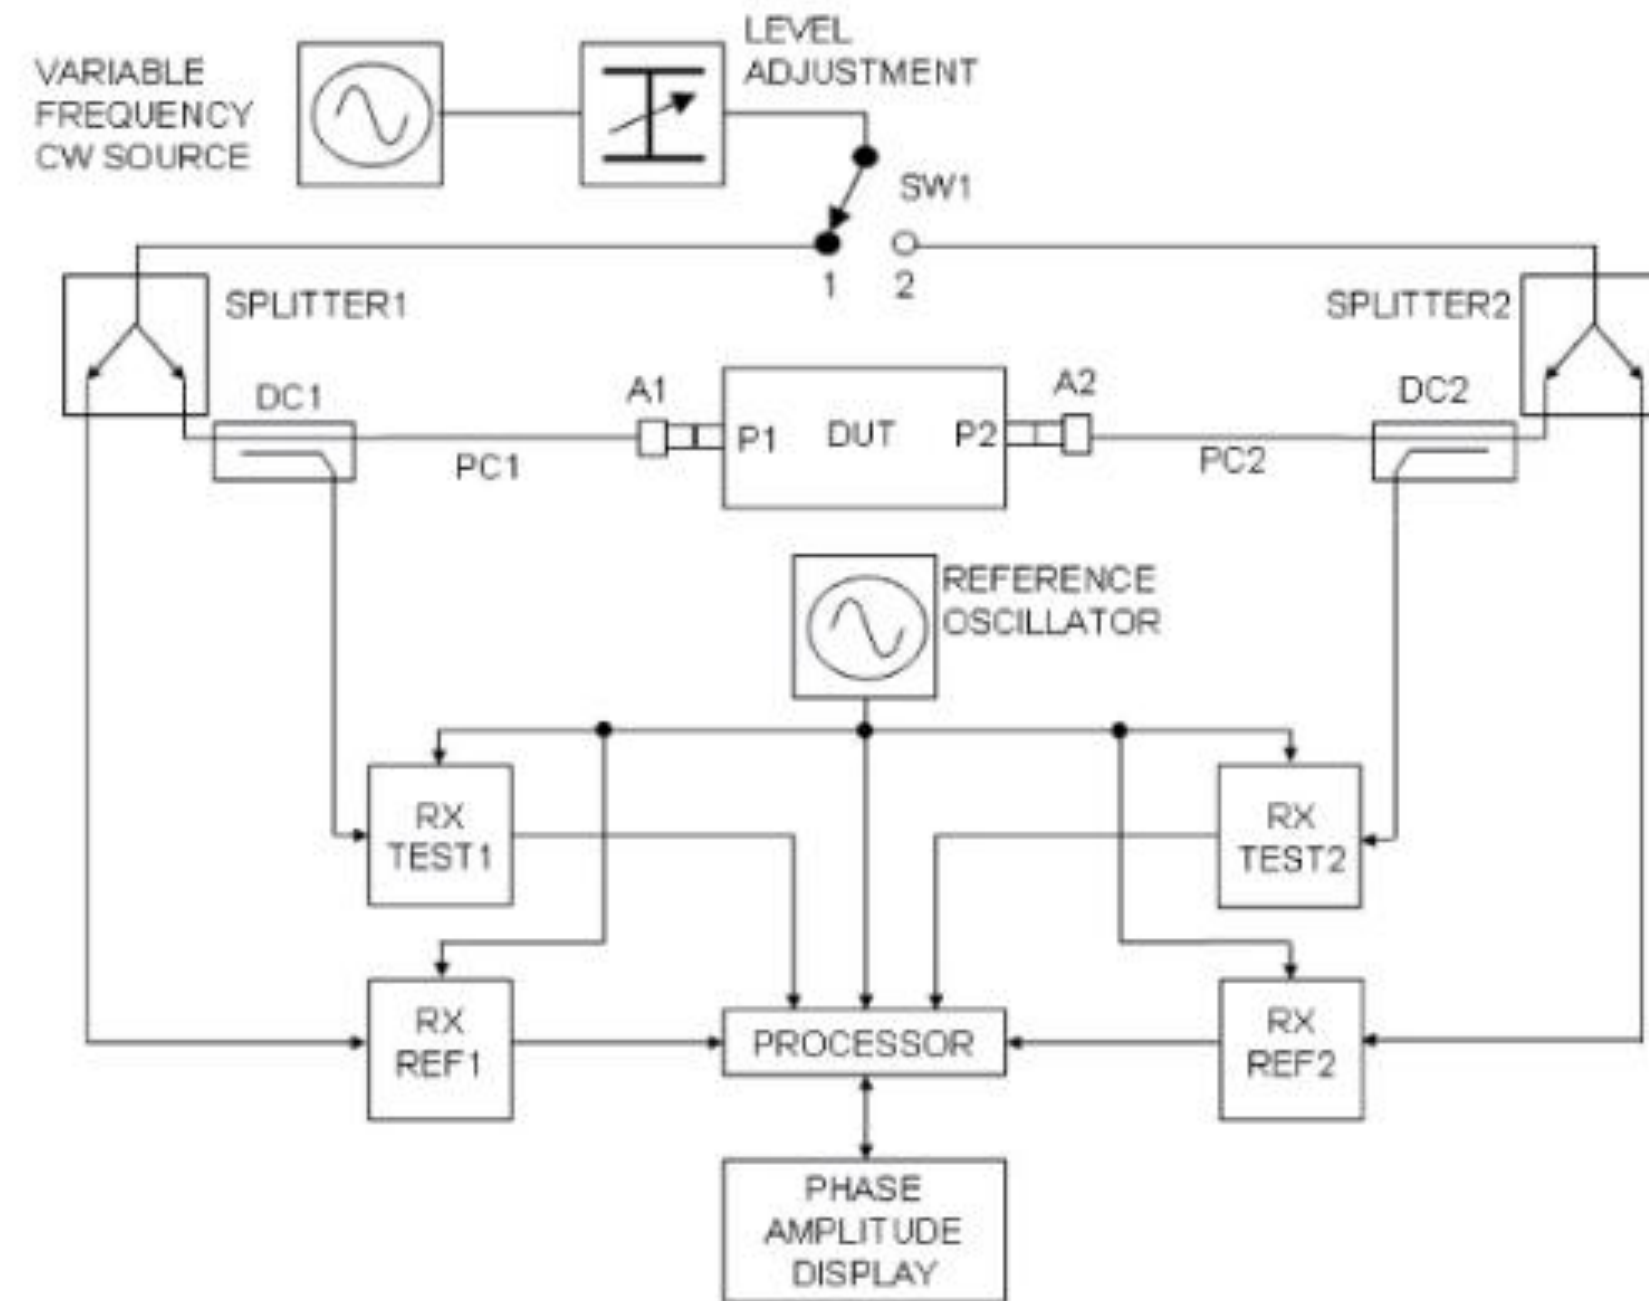 VARIABLE
FREQUENCY
CW SOURCE
LEVEL
ADJUSTMENT
SW1
1
2
SPLITTER1
SPLITTER2
DC1
A1
A2
DC2
P1
DUT
P2
PC1
PC2
REFERENCE
OSCILLATOR
RX
TEST1
RX
TEST2
RX
REF1
PROCESSOR
RX
REF2
PHASE
AMPLITUDE
DISPLAY